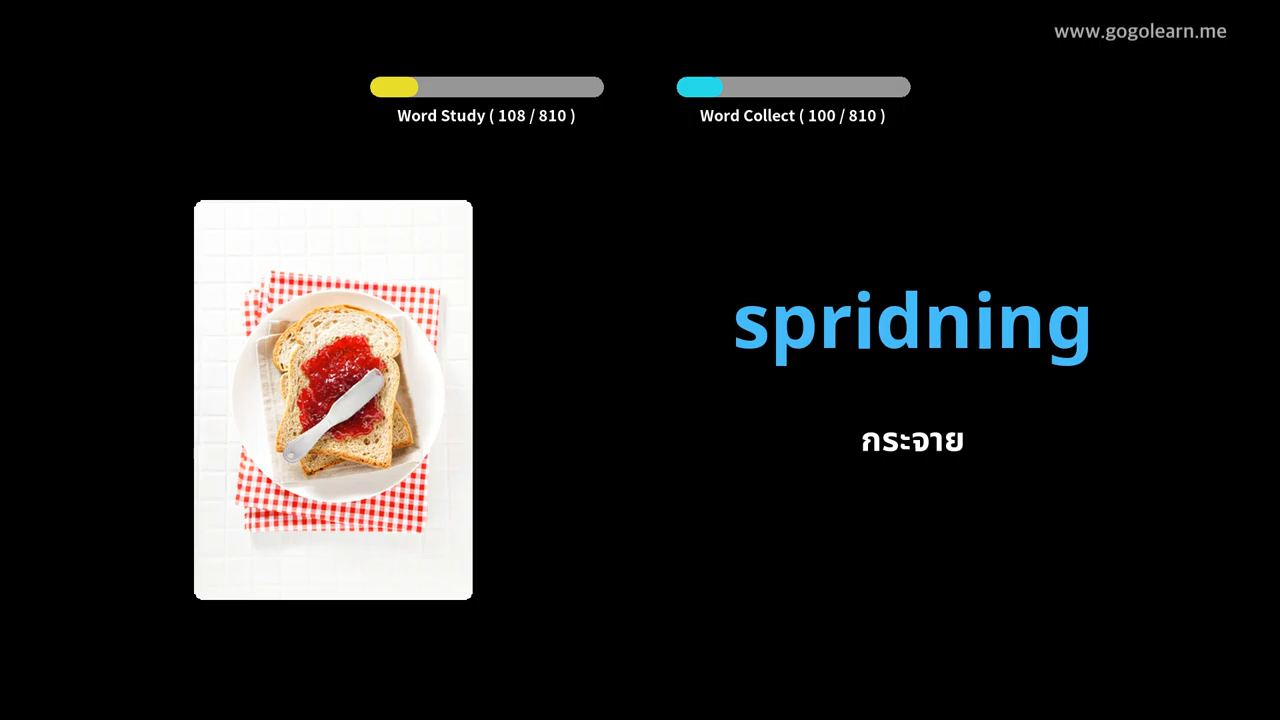 www.gogolearn.me
Word Study ( 108 / 810 )
Word Collect ( 100 / 810 )
spridning
กระจาย